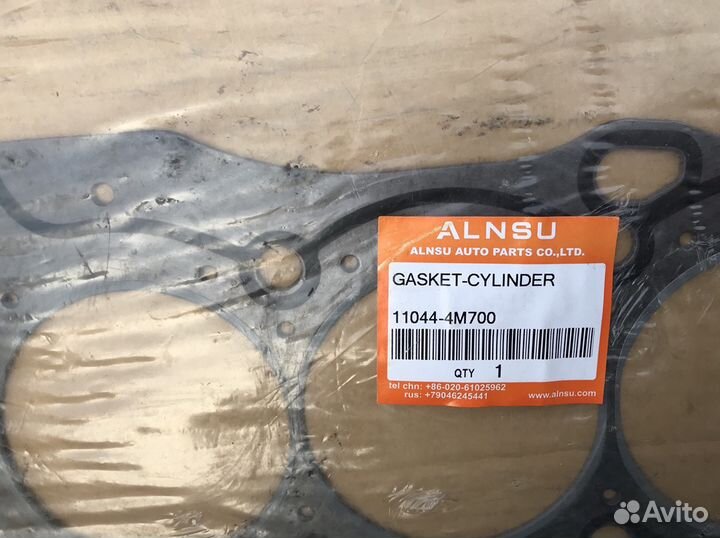 ALNSU
ALNSU AUTO PARTS CO.,LTD.
GASKET-CYLINDER
11044-4M700
QTY 1
tel chn: +86-020-61025962
rus: +79046245441
www.alnsu.com
Avito